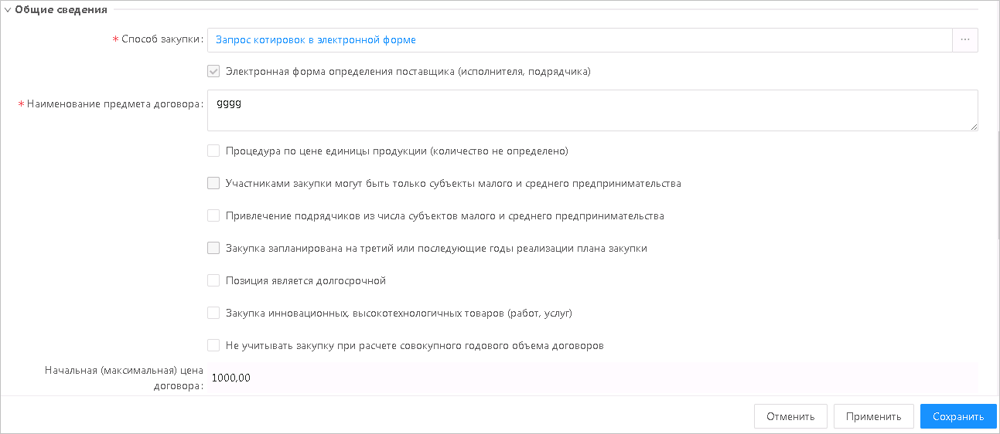 Общие сведения
* Способ закупки: Запрос котировок в электронной форме ...
Электронная форма определения поставщика (исполнителя, подрядчика)
* Наименование предмета договора: gggg
Процедура по цене единицы продукции (количество не определено)
Участниками закупки могут быть только субъекты малого и среднего предпринимательства
Привлечение подрядчиков из числа субъектов малого и среднего предпринимательства
Закупка запланирована на третий или последующие годы реализации плана закупки
Позиция является долгосрочной
Закупка инновационных, высокотехнологичных товаров (работ, услуг)
Не учитывать закупку при расчете совокупного годового объема договоров
Начальная (максимальная) цена
договора: 1000,00
Отменить Применить Сохранить